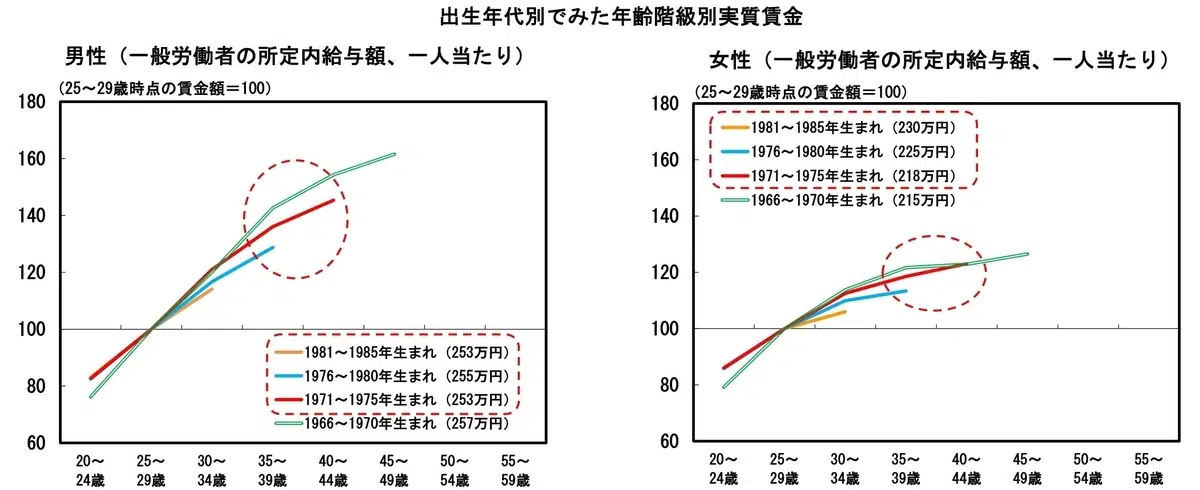 出生年代別でみた年齢階級別実質賃金
男性（一般労働者の所定内給与額、一人当たり）
（25～29歳時点の賃金額＝100）
180
160
140
120
100
80
60
1981～1985年生まれ（253万円）
1976～1980年生まれ（255万円）
1971～1975年生まれ（253万円）
1966～1970年生まれ（257万円）
20～ 25～ 30～ 35～ 40～ 45～ 50～ 55～
24歳 29歳 34歳 39歳 44歳 49歳 54歳 59歳
女性（一般労働者の所定内給与額、一人当たり）
（25～29歳時点の賃金額＝100）
180
160
140
120
100
80
60
1981～1985年生まれ（230万円）
1976～1980年生まれ（225万円）
1971～1975年生まれ（218万円）
1966～1970年生まれ（215万円）
20～ 25～ 30～ 35～ 40～ 45～ 50～ 55～
24歳 29歳 34歳 39歳 44歳 49歳 54歳 59歳